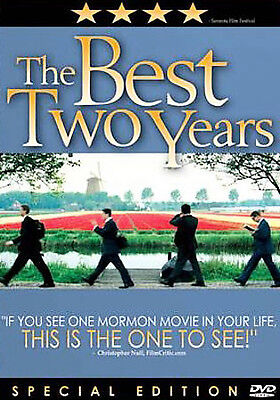 - Sarasota Film Festival
The Best
Two Years
"IF YOU SEE ONE MORMON MOVIE IN YOUR LIFE,
THIS IS THE ONE TO SEE!"
- Christopher Null, FilmCritic.com
SPECIAL EDITION DVD
VIDEO